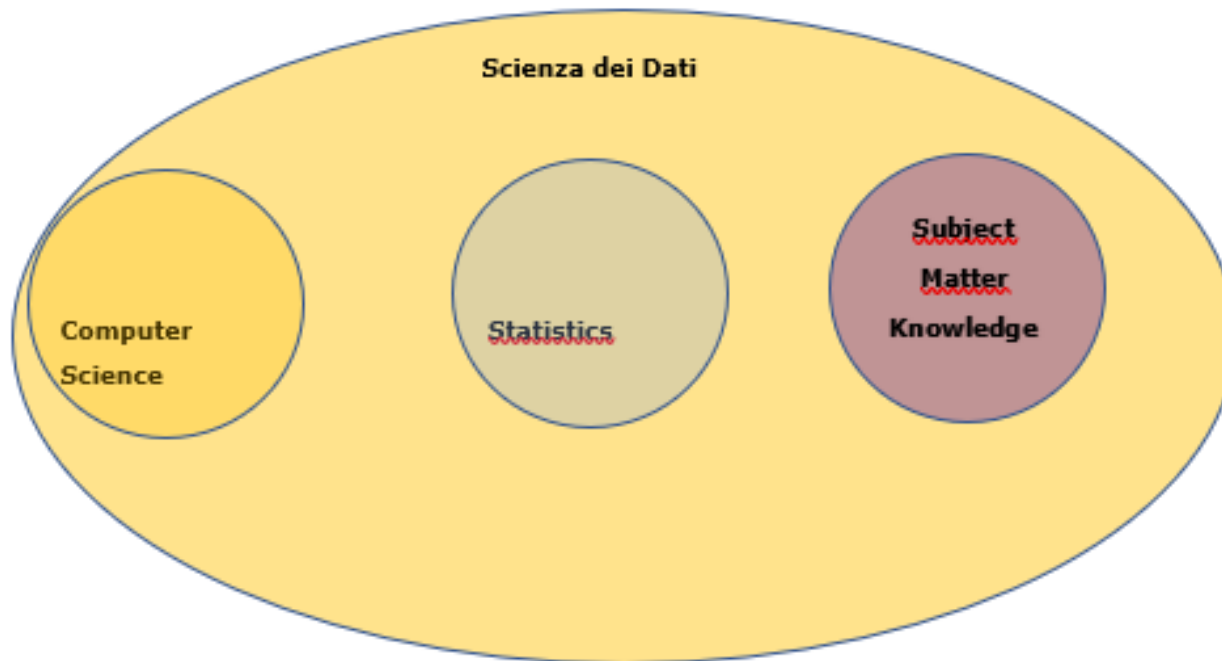 Scienza dei Dati
Computer
Science
Statistics
Subject
Matter
Knowledge